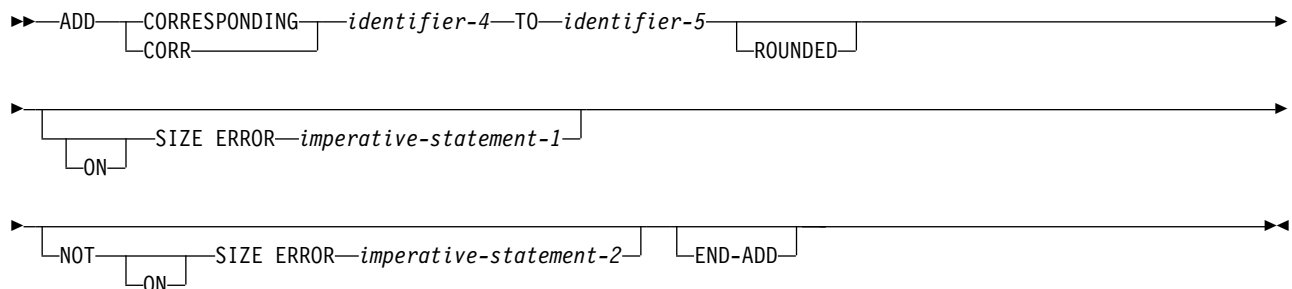 ADD CORRESPONDING identifier-4 TO identifier-5
CORR ROUNDED
SIZE ERROR imperative-statement-1
ON
NOT SIZE ERROR imperative-statement-2 END-ADD
ON